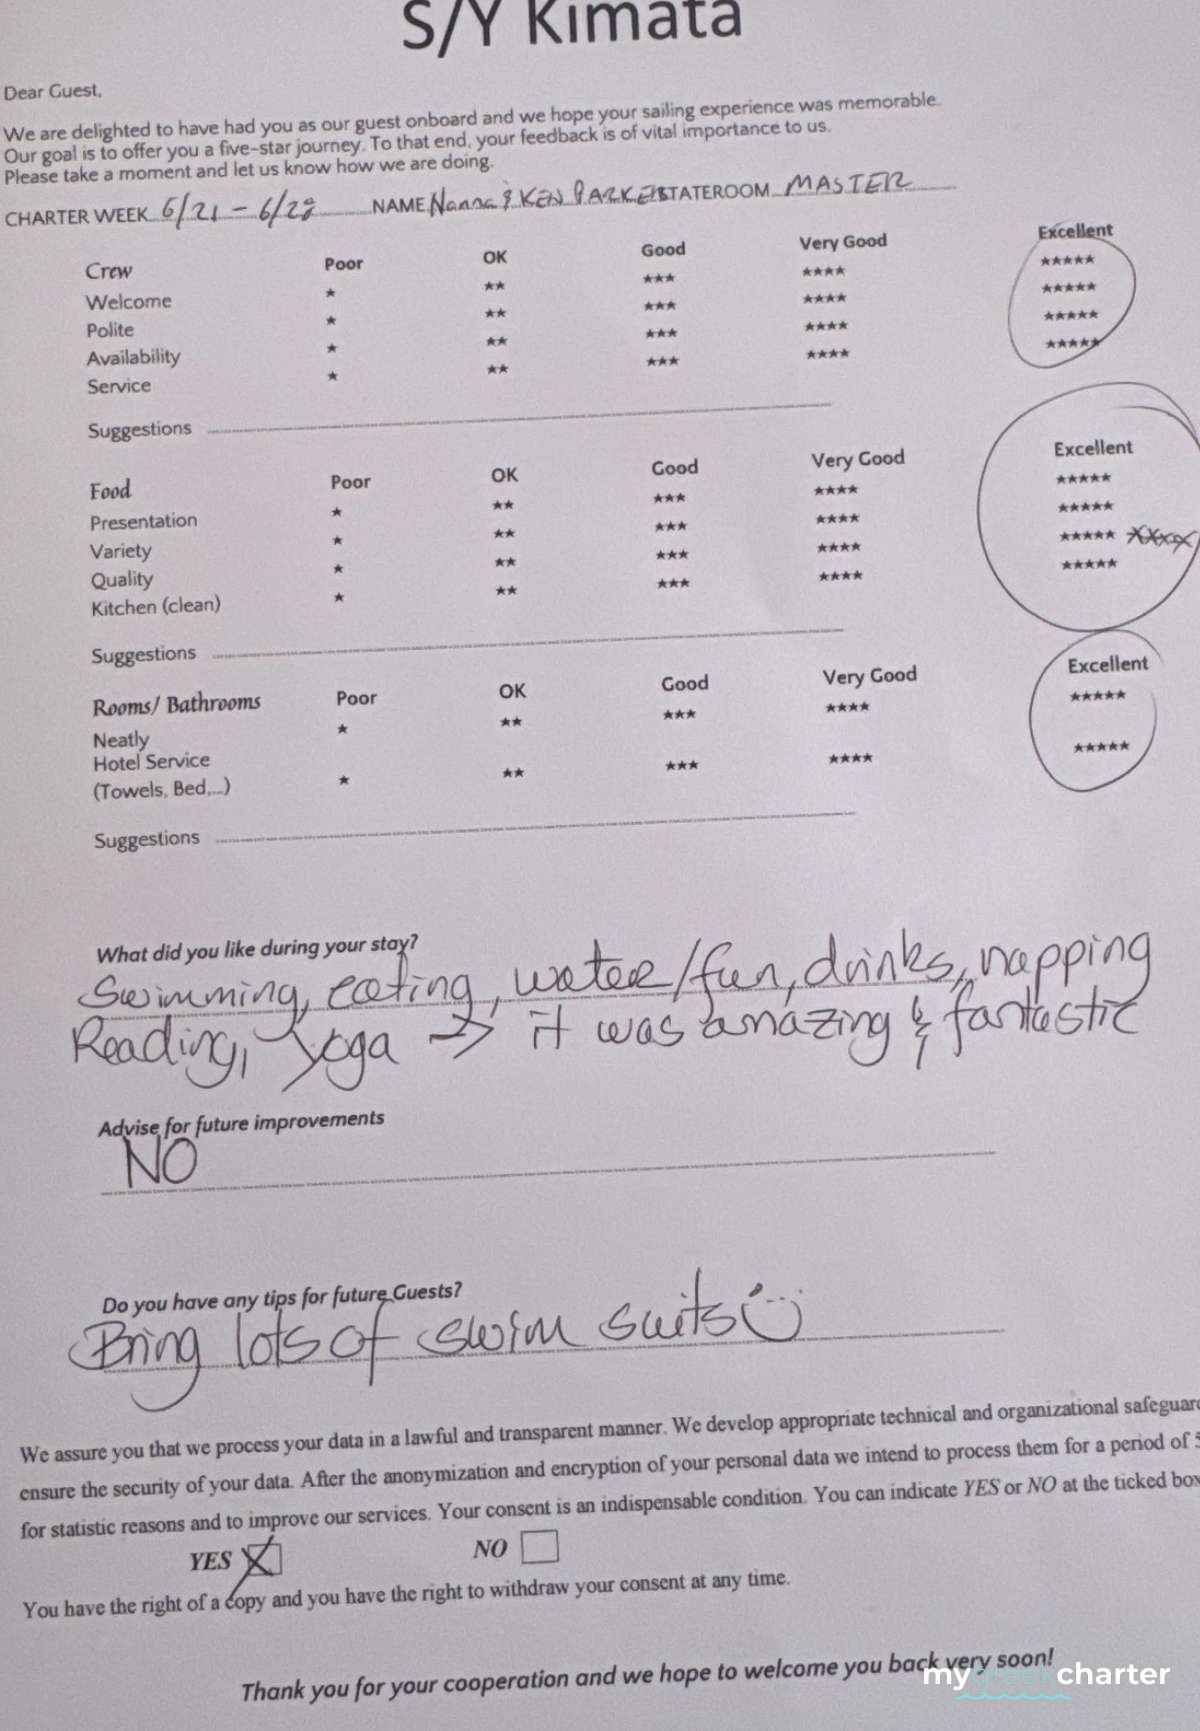 S/Y Kimata
Dear Guest,
We are delighted to have had you as our guest onboard and we hope your sailing experience was memorable.
Our goal is to offer you a five-star journey. To that end, your feedback is of vital importance to us.
Please take a moment and let us know how we are doing.
CHARTER WEEK 6/21 - 6/28 NAME & KEN PARKER STATEROOM MASTER
Crew Poor OK Good Very Good Excellent
Welcome ★ ★★ ★★★ ★★★★ ★★★★★
Polite ★ ★★ ★★★ ★★★★ ★★★★★
Availability ★ ★★ ★★★ ★★★★ ★★★★★
Service ★ ★★ ★★★ ★★★★ ★★★★★
Suggestions
Food Poor OK Good Very Good Excellent
Presentation ★ ★★ ★★★ ★★★★ ★★★★★
Variety ★ ★★ ★★★ ★★★★ ★★★★★
Quality ★ ★★ ★★★ ★★★★ ★★★★★ xxxx
Kitchen (clean) ★ ★★ ★★★ ★★★★ ★★★★★
Suggestions
Rooms/ Bathrooms Poor OK Good Very Good Excellent
Neatly ★ ★★ ★★★ ★★★★ ★★★★★
Hotel Service
(Towels, Bed,...) ★ ★★ ★★★ ★★★★ ★★★★★
Suggestions
What did you like during your stay?
Swimming, eating, water/fun, drinks, napping
Reading, yoga → it was amazing & fantastic
Advise for future improvements
NO
Do you have any tips for future Guests?
Bring lots of swim suits
We assure you that we process your data in a lawful and transparent manner. We develop appropriate technical and organizational safeguar
ensure the security of your data. After the anonymization and encryption of your personal data we intend to process them for a period of 5
for statistic reasons and to improve our services. Your consent is an indispensable condition. You can indicate YES or NO at the ticked box
YES X NO
You have the right of a copy and you have the right to withdraw your consent at any time.
Thank you for your cooperation and we hope to welcome you back very soon!
mygreekcharter